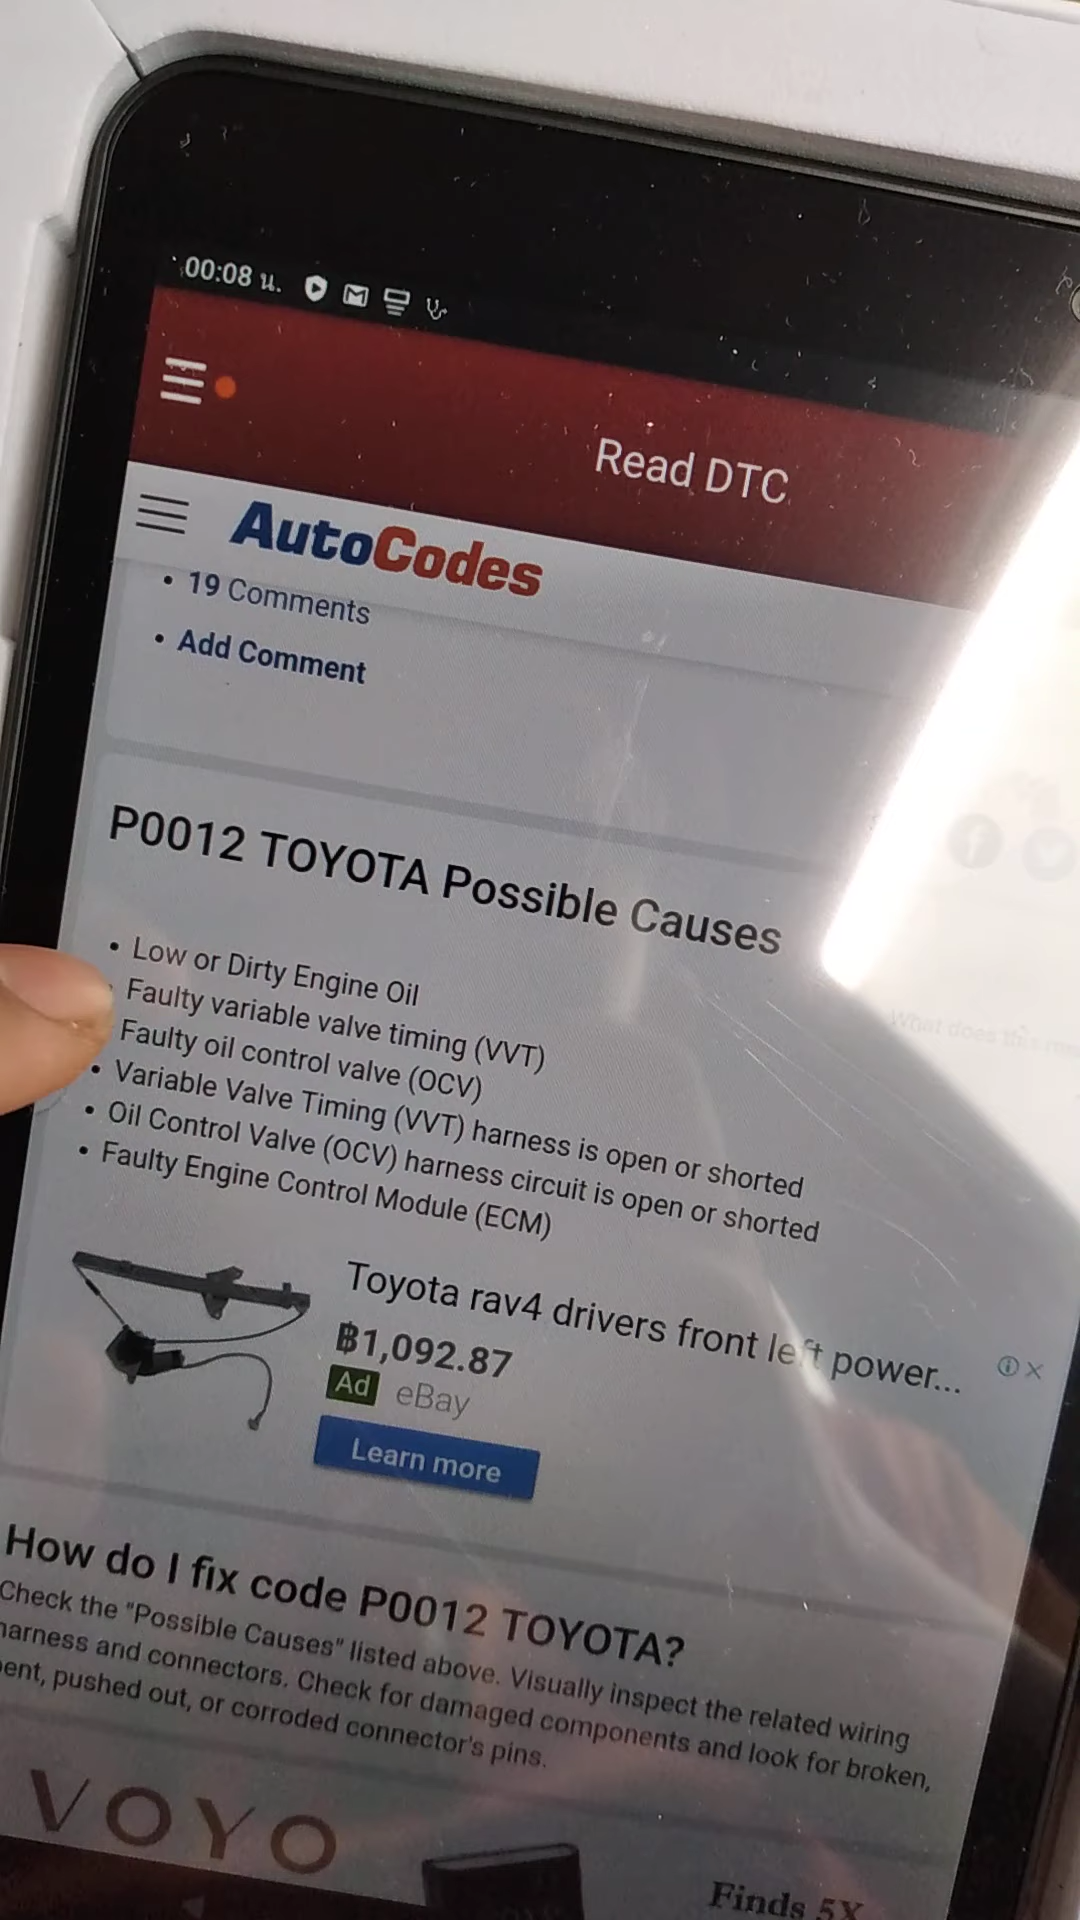 00:08 น.
Read DTC
AutoCodes
• 19 Comments
• Add Comment
P0012 TOYOTA Possible Causes
• Low or Dirty Engine Oil
Faulty variable valve timing (VVT)
Faulty oil control valve (OCV)
• Variable Valve Timing (VVT) harness is open or shorted
• Oil Control Valve (OCV) harness circuit is open or shorted
• Faulty Engine Control Module (ECM)
Toyota rav4 drivers front left power...
฿1,092.87
Ad eBay
Learn more
How do I fix code P0012 TOYOTA?
Check the "Possible Causes" listed above. Visually inspect the related wiring
harness and connectors. Check for damaged components and look for broken,
bent, pushed out, or corroded connector's pins.
VOYO
Finds 5X